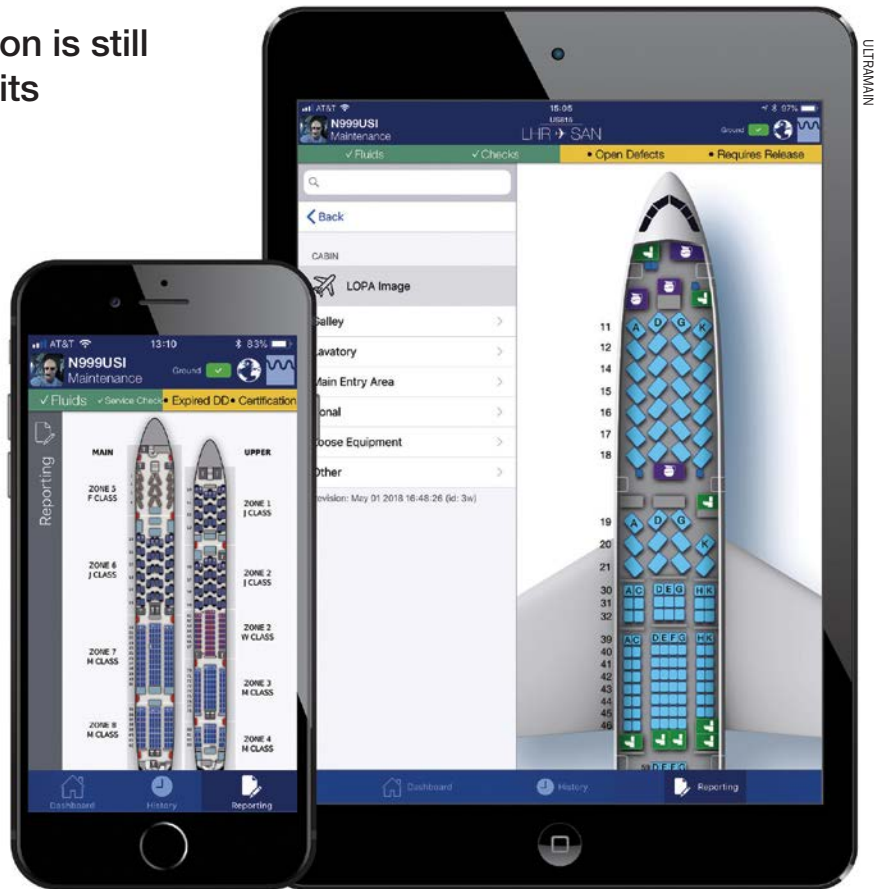 on is still
its
ULTRAMAIN
AT&T 15:05 97%
N999USI
Maintenance
LHR SAN
Ground
✓ Fluids ✓ Checks • Open Defects • Requires Release
Back
CABIN
LOPA Image
Galley
Lavatory
Main Entry Area
onal
oose Equipment
Other
evision: May 01 2018 16:48:26 (id: 3w)
A D G K
11
12
14
15
16
17
18
19
A D G
20
K
21
30 A C D E G H K
31
32
39 A C D E F G H K
40
41
42
43
44
45
46
D E F G
Dashboard History Reporting
AT&T 13:10 83%
N999USI
Maintenance
Ground
✓ Fluids ✓ Service Check • Expired DD • Certification
Reporting
MAIN UPPER
ZONE 5
F CLASS
ZONE 1
J CLASS
ZONE 6
J CLASS
ZONE 2
J CLASS
ZONE 2
W CLASS
ZONE 7
M CLASS
ZONE 3
M CLASS
ZONE 8
M CLASS
ZONE 4
M CLASS
Dashboard History Reporting